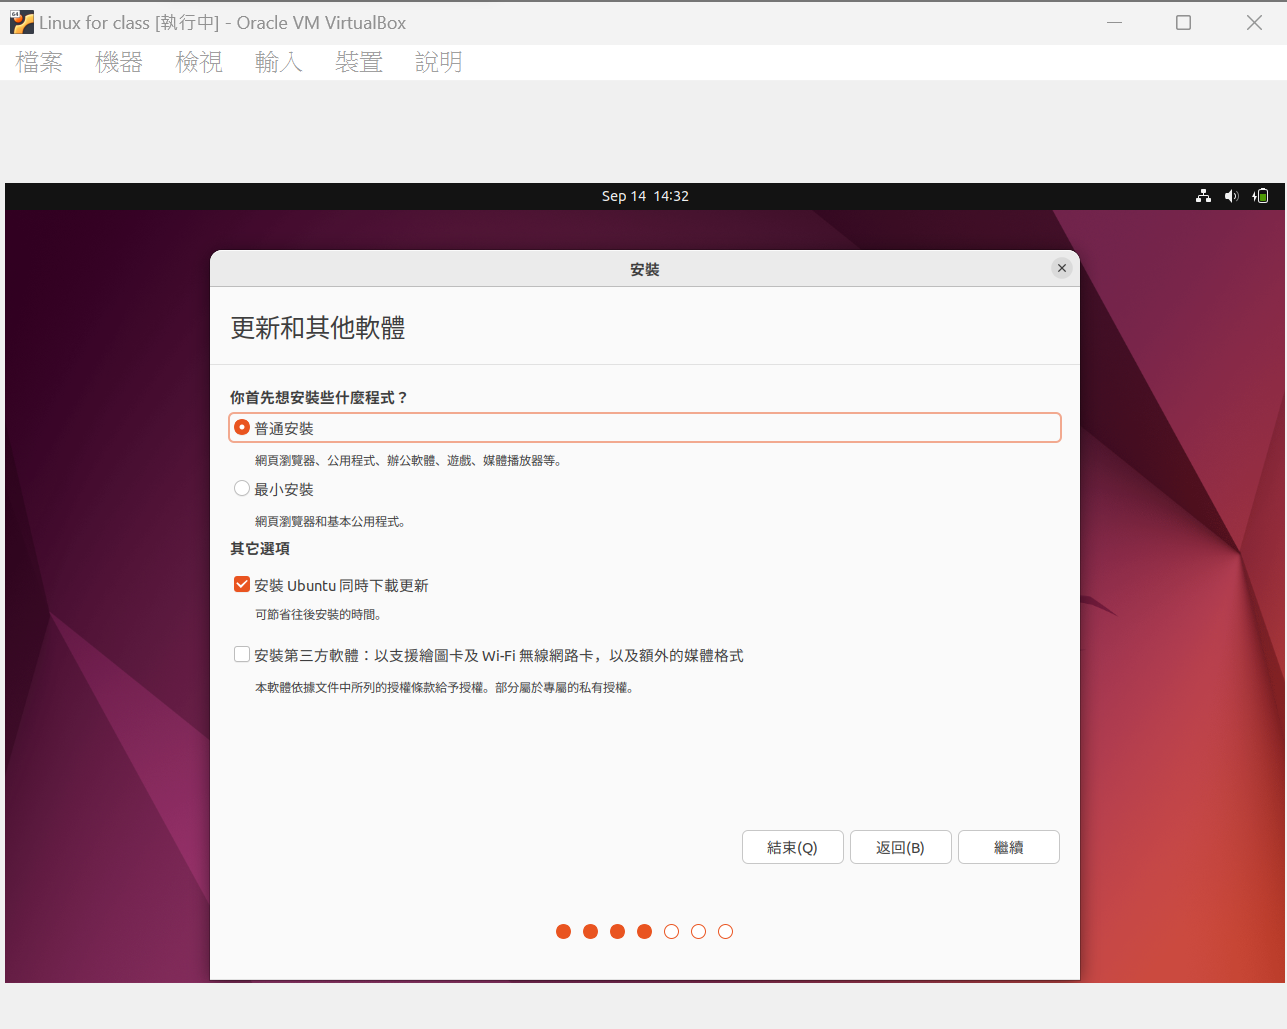 Linux for class [執行中] - Oracle VM VirtualBox
檔案 機器 檢視 輸入 裝置 說明
Sep 14 14:32
安裝
更新和其他軟體
你首先想安裝些什麼程式？
普通安裝
網頁瀏覽器、公用程式、辦公軟體、遊戲、媒體播放器等。
最小安裝
網頁瀏覽器和基本公用程式。
其它選項
安裝 Ubuntu 同時下載更新
可節省往後安裝的時間。
安裝第三方軟體：以支援繪圖卡及 Wi-Fi 無線網路卡，以及額外的媒體格式
本軟體依據文件中所列的授權條款給予授權。部分屬於專屬的私有授權。
結束(Q) 返回(B) 繼續